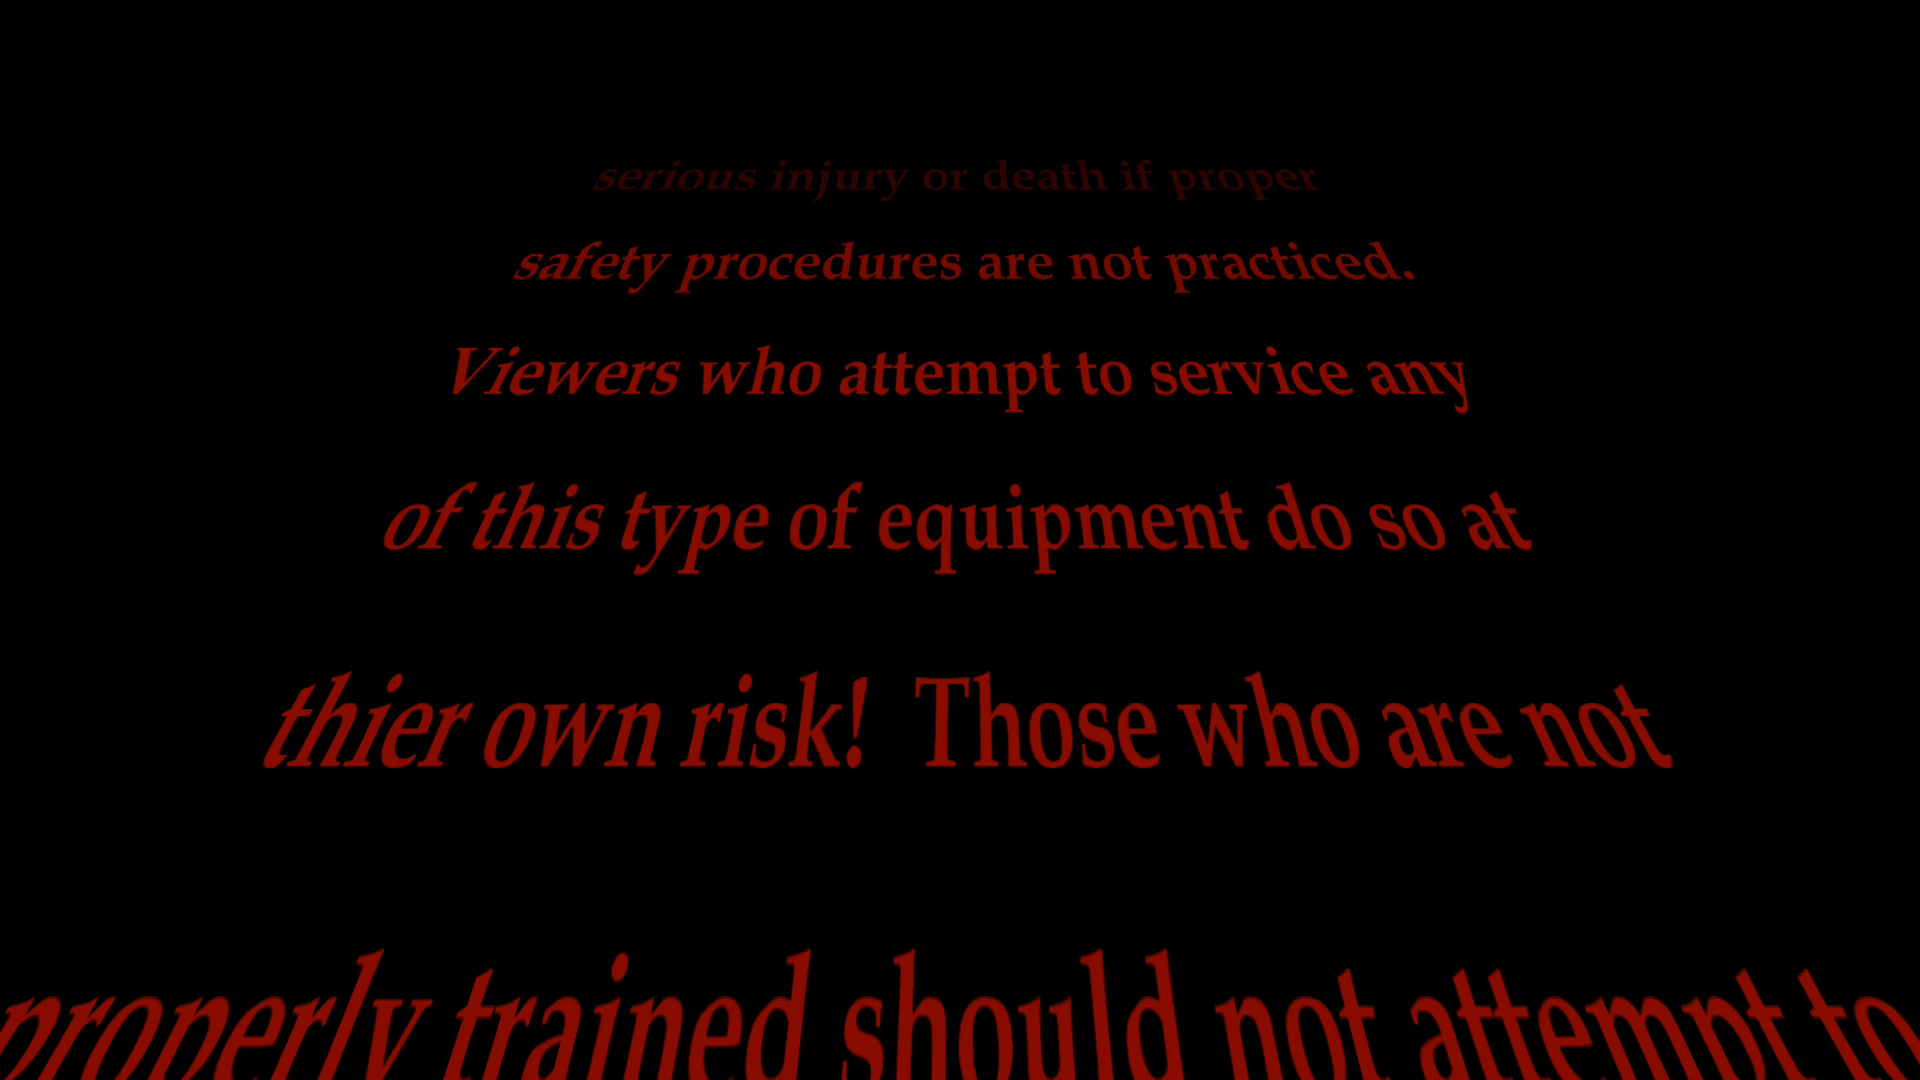 serious injury or death if proper
safety procedures are not practiced.
Viewers who attempt to service any
of this type of equipment do so at
thier own risk!  Those who are not
properly trained should not attempt to